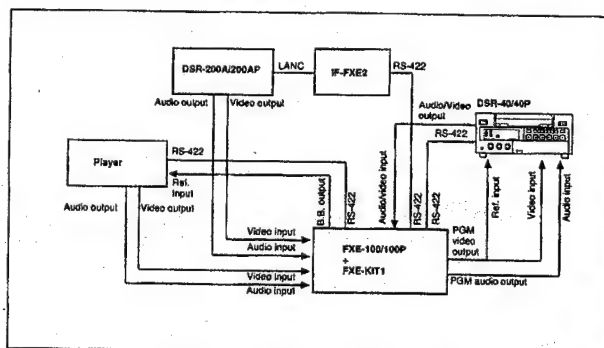 DSR-200A/200AP
LANC
IF-FXE2
RS-422
DSR-40/40P
Audio output
Video output
Audio/Video
output
RS-422
Player
RS-422
Ref.
Input
B.B. output
RS-422
Audio/video input
RS-422
RS-422
Ref. input
Video input
Audio input
Audio output
Video output
Video input
Audio input
Video input
Audio input
FXE-100/100P
+
FXE-KIT1
PGM
video
output
PGM audio output